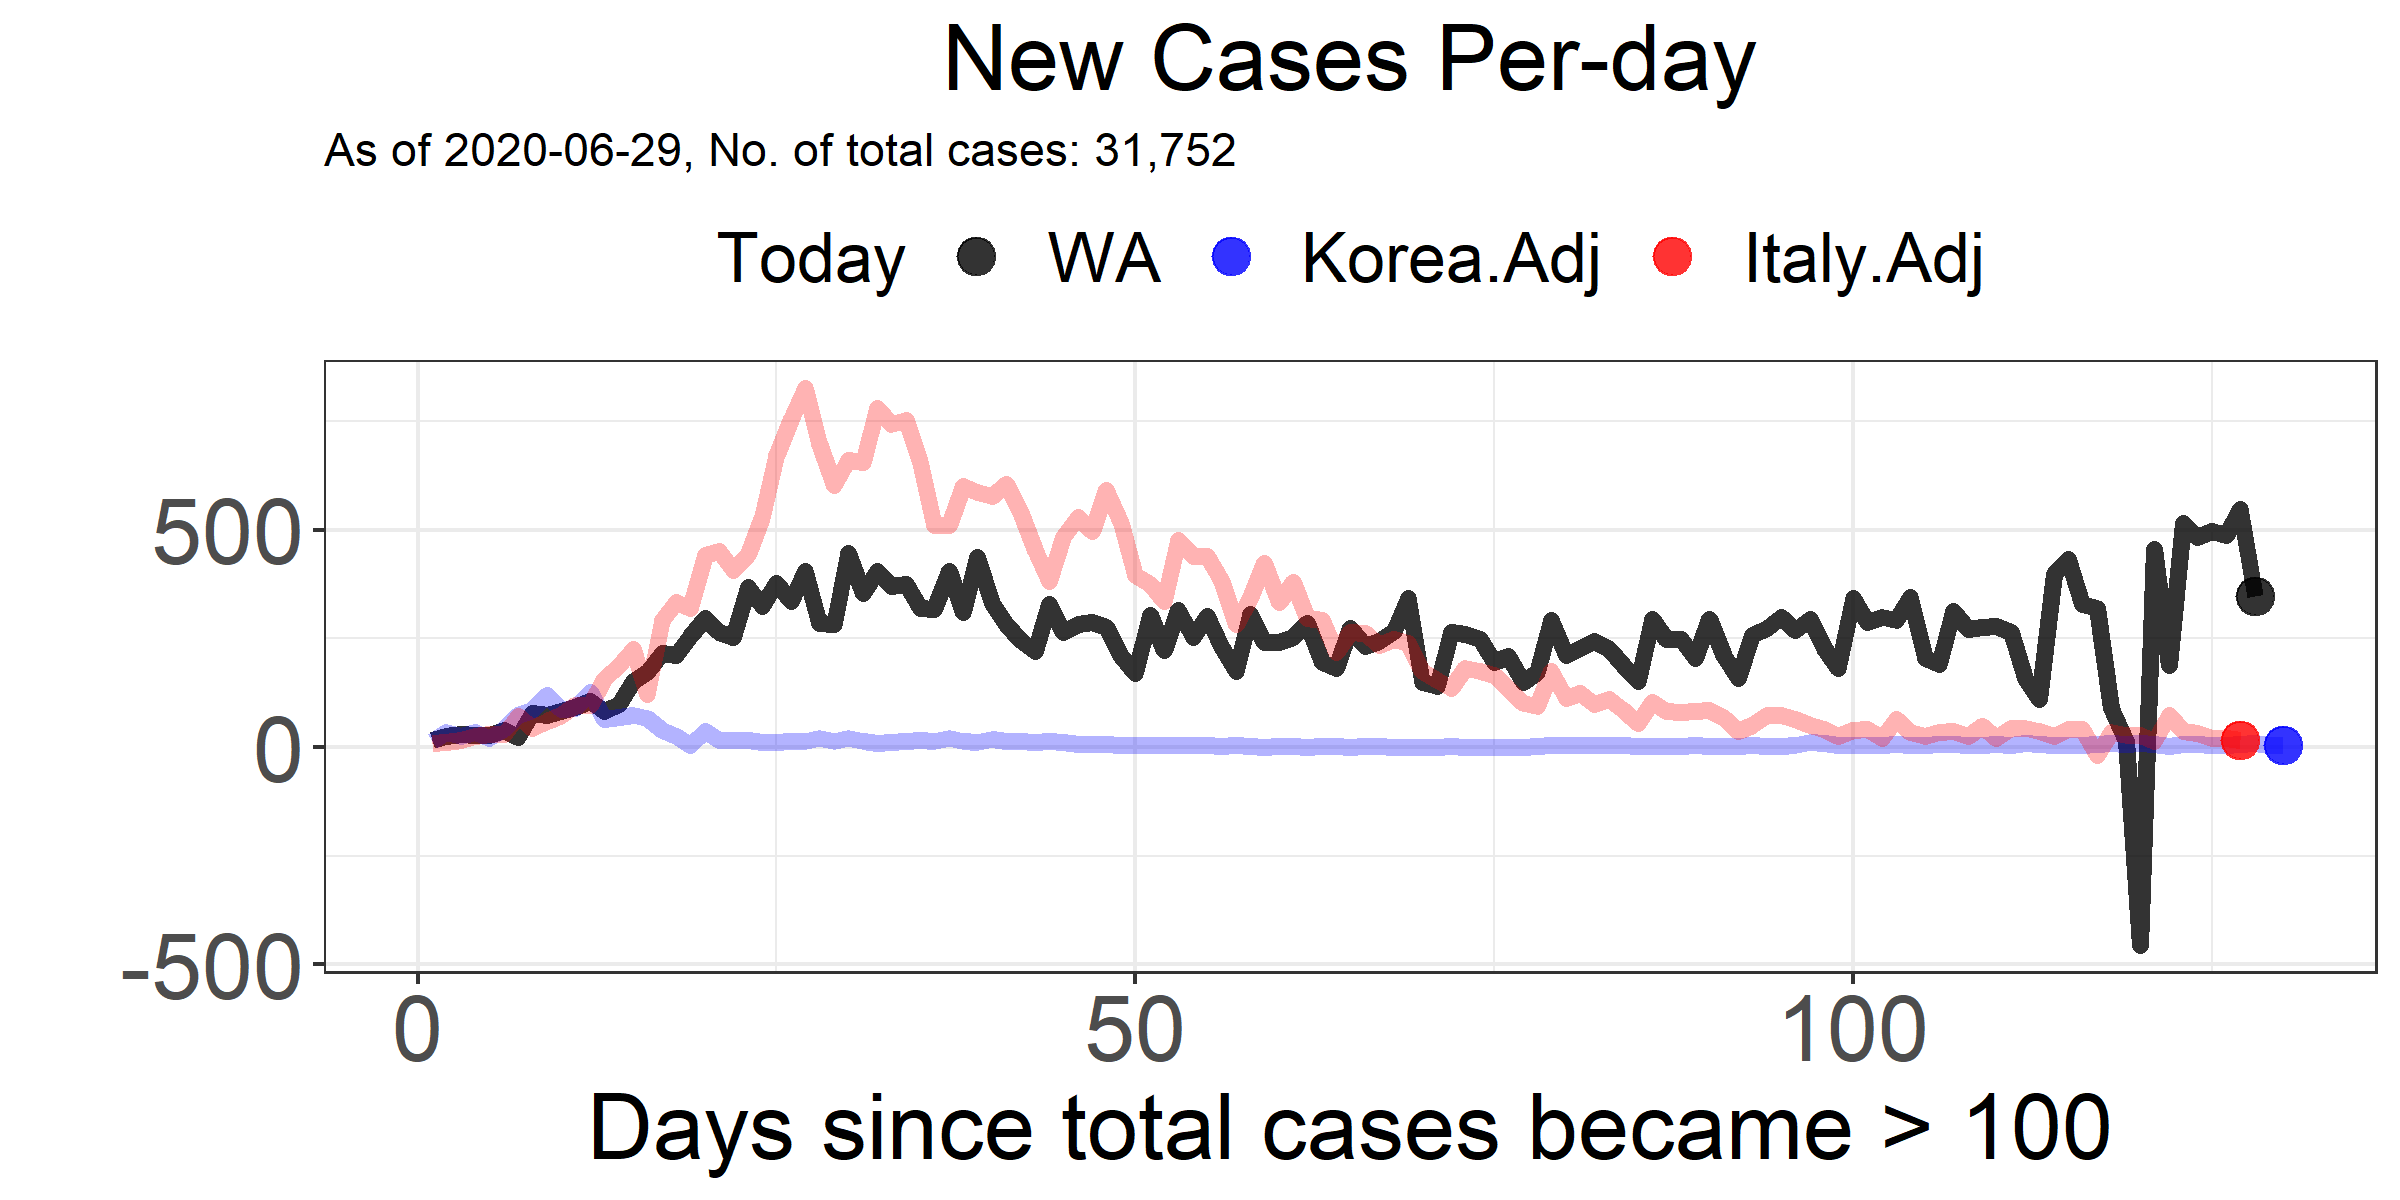 New Cases Per-day
As of 2020-06-29, No. of total cases: 31,752
Today WA Korea.Adj Italy.Adj
500
0
-500
0 50 100
Days since total cases became > 100